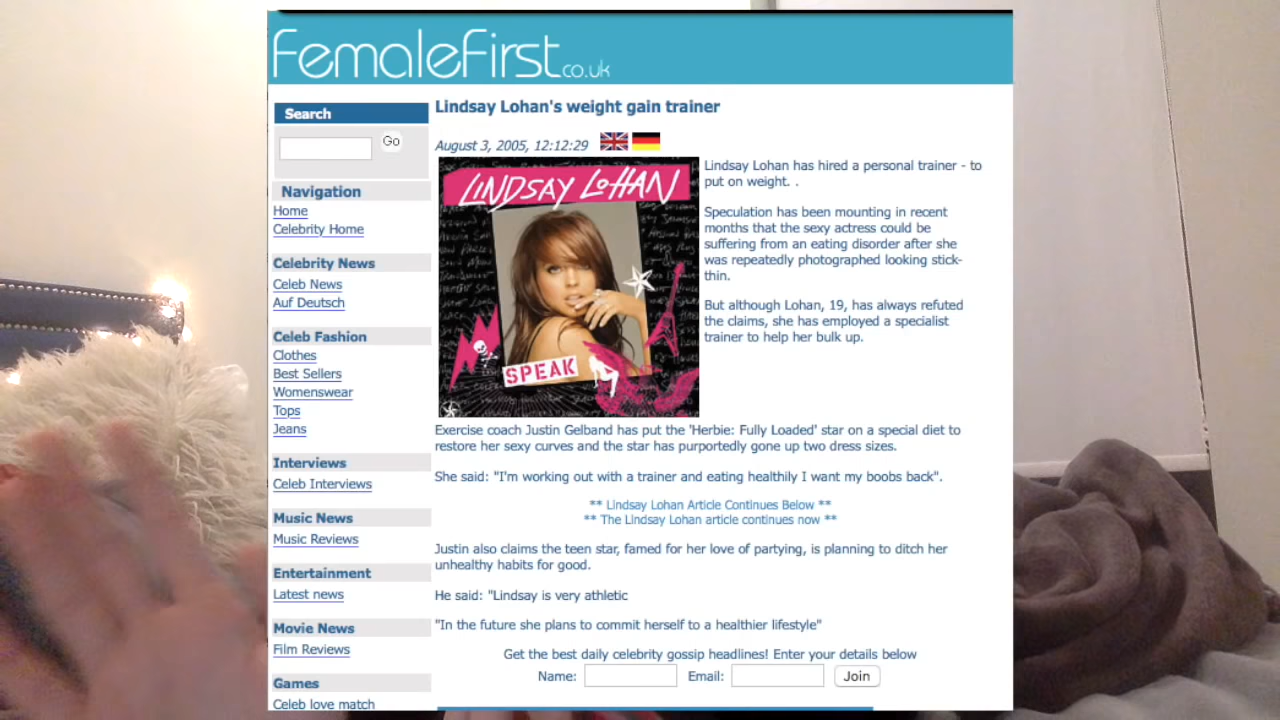 FemaleFirst.co.uk
Search
Go
Navigation
Home
Celebrity Home
Celebrity News
Celeb News
Auf Deutsch
Celeb Fashion
Clothes
Best Sellers
Womenswear
Tops
Jeans
Interviews
Celeb Interviews
Music News
Music Reviews
Entertainment
Latest news
Movie News
Film Reviews
Games
Celeb love match
Lindsay Lohan's weight gain trainer
August 3, 2005, 12:12:29
LINDSAY LOHAN
SPEAK
Lindsay Lohan has hired a personal trainer - to
put on weight. .
Speculation has been mounting in recent
months that the sexy actress could be
suffering from an eating disorder after she
was repeatedly photographed looking stick-
thin.
But although Lohan, 19, has always refuted
the claims, she has employed a specialist
trainer to help her bulk up.
Exercise coach Justin Gelband has put the 'Herbie: Fully Loaded' star on a special diet to
restore her sexy curves and the star has purportedly gone up two dress sizes.
She said: "I'm working out with a trainer and eating healthily I want my boobs back".
** Lindsay Lohan Article Continues Below **
** The Lindsay Lohan article continues now **
Justin also claims the teen star, famed for her love of partying, is planning to ditch her
unhealthy habits for good.
He said: "Lindsay is very athletic
"In the future she plans to commit herself to a healthier lifestyle"
Get the best daily celebrity gossip headlines! Enter your details below
Name: Email: Join